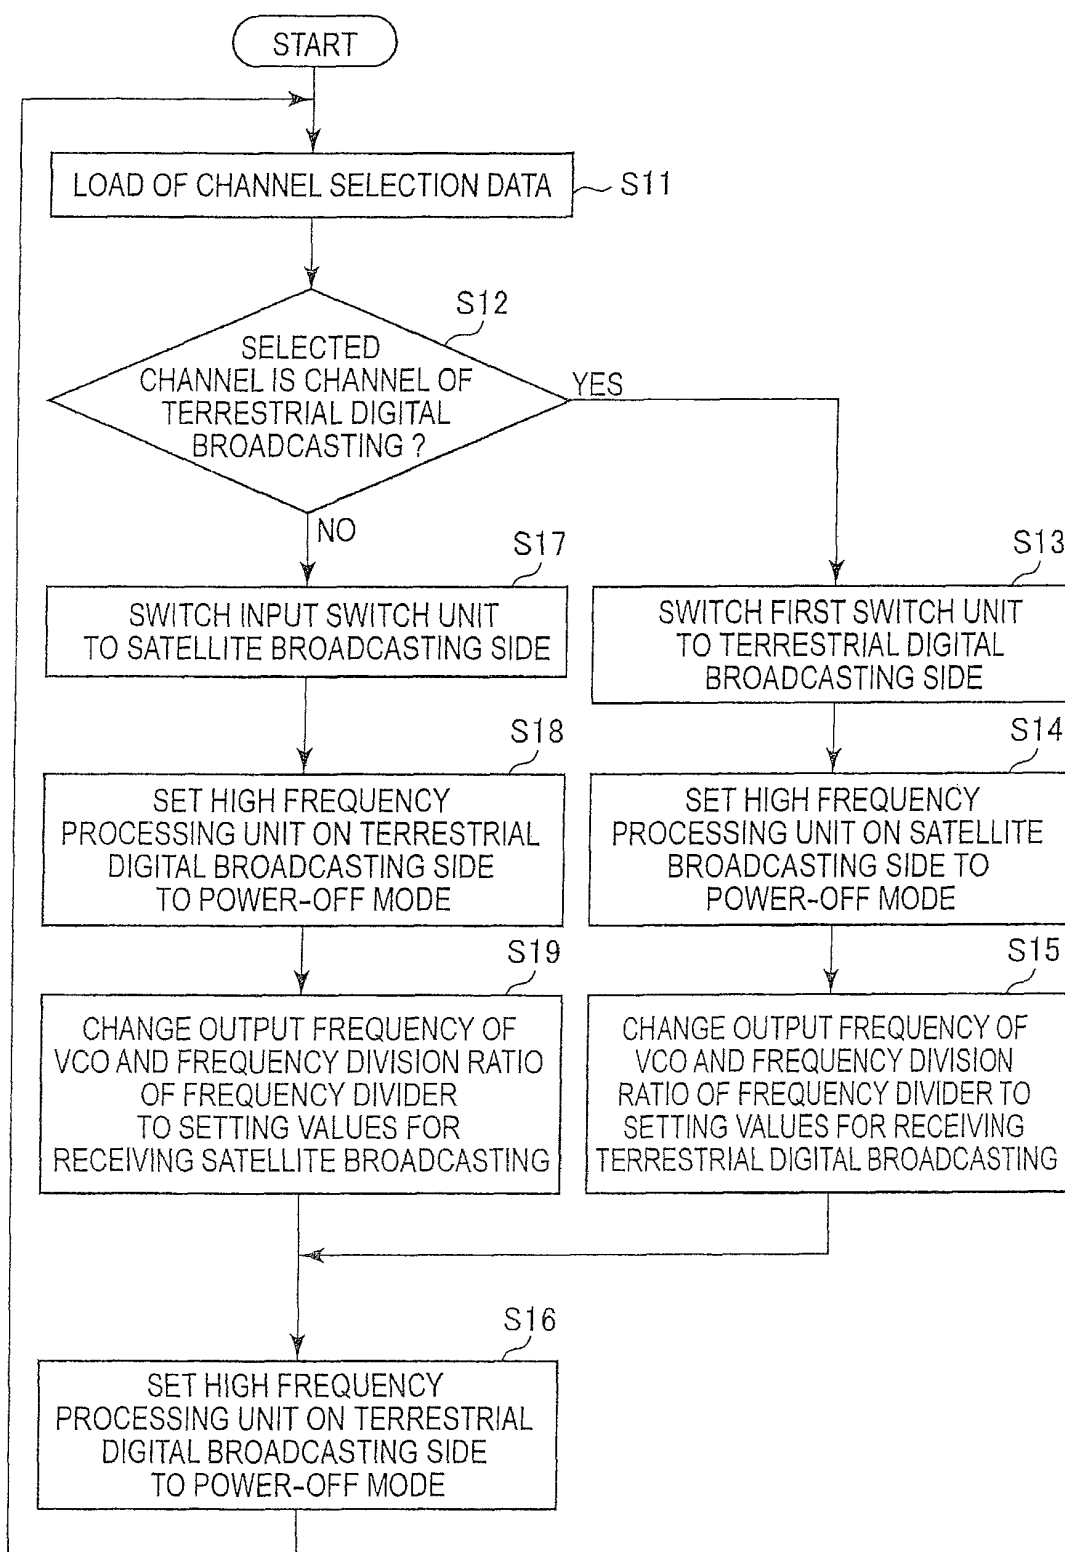 START
LOAD OF CHANNEL SELECTION DATA
S11
S12
SELECTED
CHANNEL IS CHANNEL OF
TERRESTRIAL DIGITAL
BROADCASTING ?
YES
NO
S17
SWITCH INPUT SWITCH UNIT
TO SATELLITE BROADCASTING SIDE
S13
SWITCH FIRST SWITCH UNIT
TO TERRESTRIAL DIGITAL
BROADCASTING SIDE
S18
SET HIGH FREQUENCY
PROCESSING UNIT ON TERRESTRIAL
DIGITAL BROADCASTING SIDE
TO POWER-OFF MODE
S14
SET HIGH FREQUENCY
PROCESSING UNIT ON SATELLITE
BROADCASTING SIDE TO
POWER-OFF MODE
S19
CHANGE OUTPUT FREQUENCY OF
VCO AND FREQUENCY DIVISION RATIO
OF FREQUENCY DIVIDER
TO SETTING VALUES FOR
RECEIVING SATELLITE BROADCASTING
S15
CHANGE OUTPUT FREQUENCY OF
VCO AND FREQUENCY DIVISION
RATIO OF FREQUENCY DIVIDER TO
SETTING VALUES FOR RECEIVING
TERRESTRIAL DIGITAL BROADCASTING
S16
SET HIGH FREQUENCY
PROCESSING UNIT ON TERRESTRIAL
DIGITAL BROADCASTING SIDE
TO POWER-OFF MODE